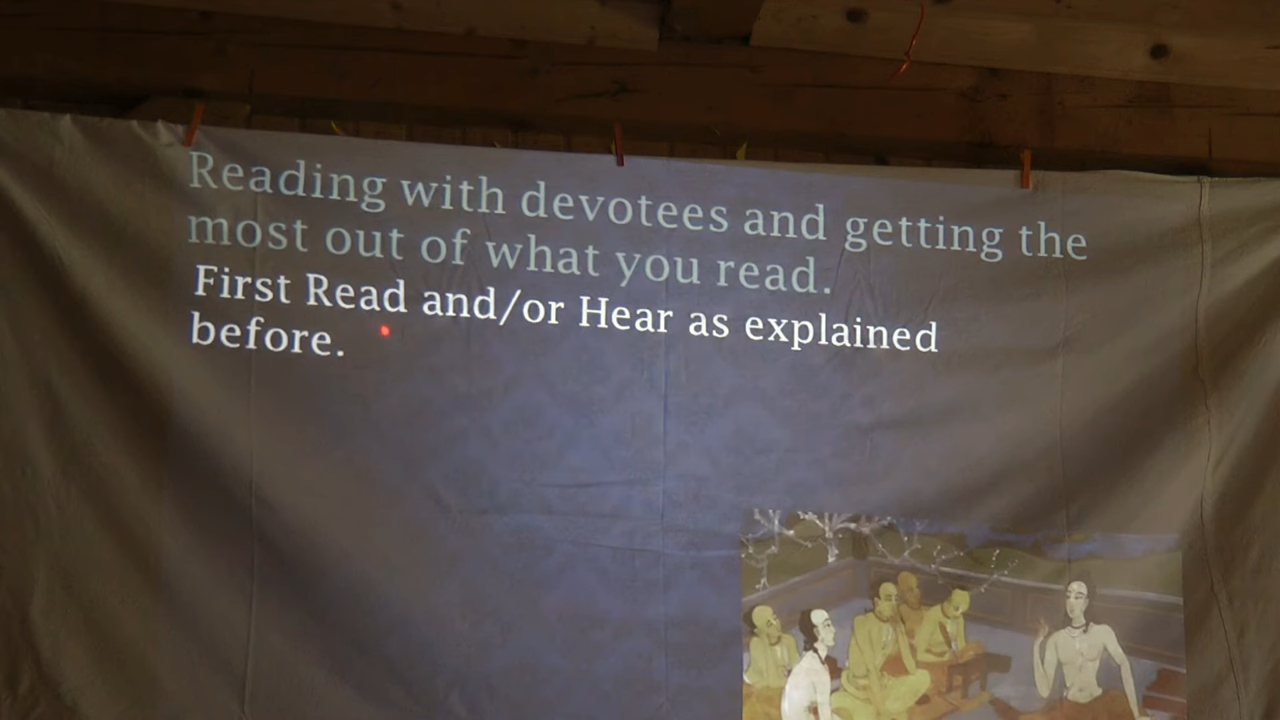 Reading with devotees and getting the
most out of what you read.
First Read and/or Hear as explained
before.